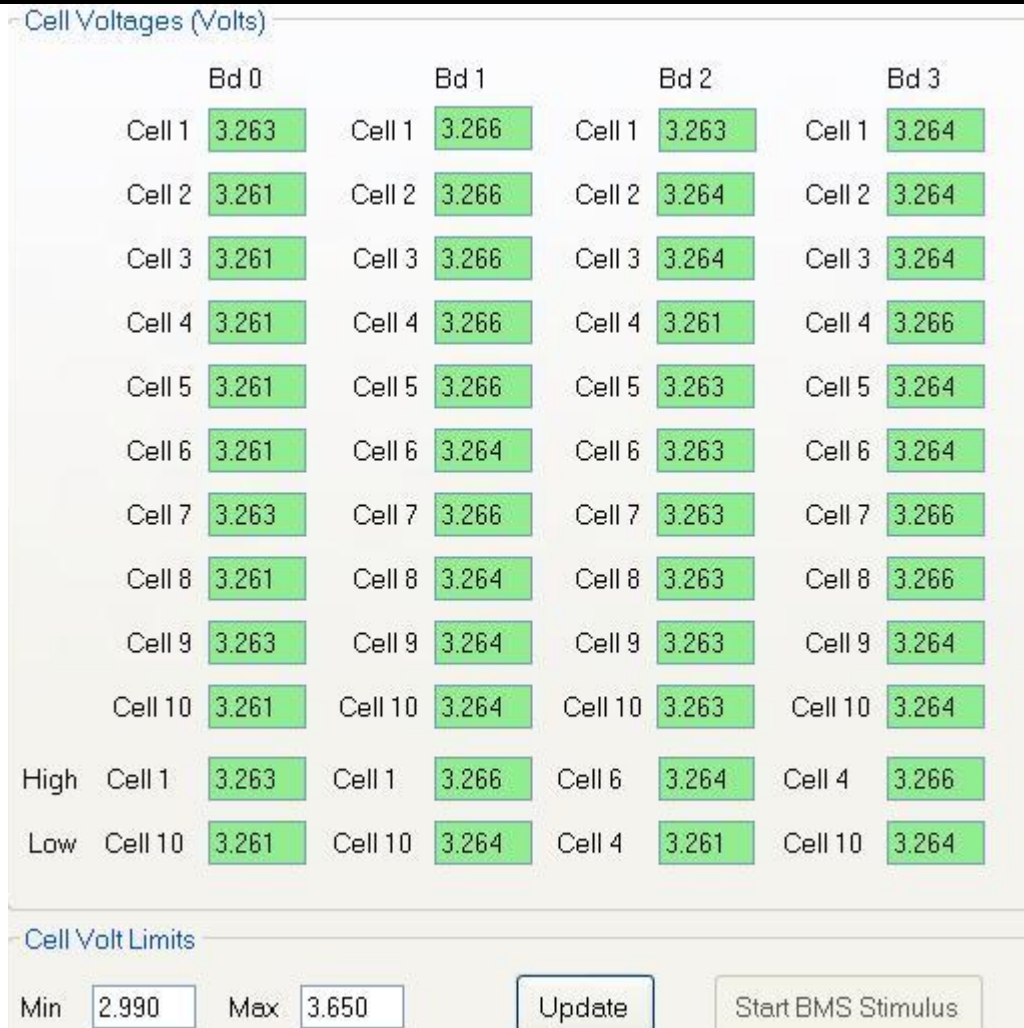 Cell Voltages (Volts)
Bd 0 Bd 1 Bd 2 Bd 3
Cell 1 3.263 Cell 1 3.266 Cell 1 3.263 Cell 1 3.264
Cell 2 3.261 Cell 2 3.266 Cell 2 3.264 Cell 2 3.264
Cell 3 3.261 Cell 3 3.266 Cell 3 3.264 Cell 3 3.264
Cell 4 3.261 Cell 4 3.266 Cell 4 3.261 Cell 4 3.266
Cell 5 3.261 Cell 5 3.266 Cell 5 3.263 Cell 5 3.264
Cell 6 3.261 Cell 6 3.264 Cell 6 3.263 Cell 6 3.264
Cell 7 3.263 Cell 7 3.266 Cell 7 3.263 Cell 7 3.266
Cell 8 3.261 Cell 8 3.264 Cell 8 3.263 Cell 8 3.266
Cell 9 3.263 Cell 9 3.264 Cell 9 3.263 Cell 9 3.264
Cell 10 3.261 Cell 10 3.264 Cell 10 3.263 Cell 10 3.264
High Cell 1 3.263 Cell 1 3.266 Cell 6 3.264 Cell 4 3.266
Low Cell 10 3.261 Cell 10 3.264 Cell 4 3.261 Cell 10 3.264
Cell Volt Limits
Min 2.990 Max 3.650 Update Start BMS Stimulus